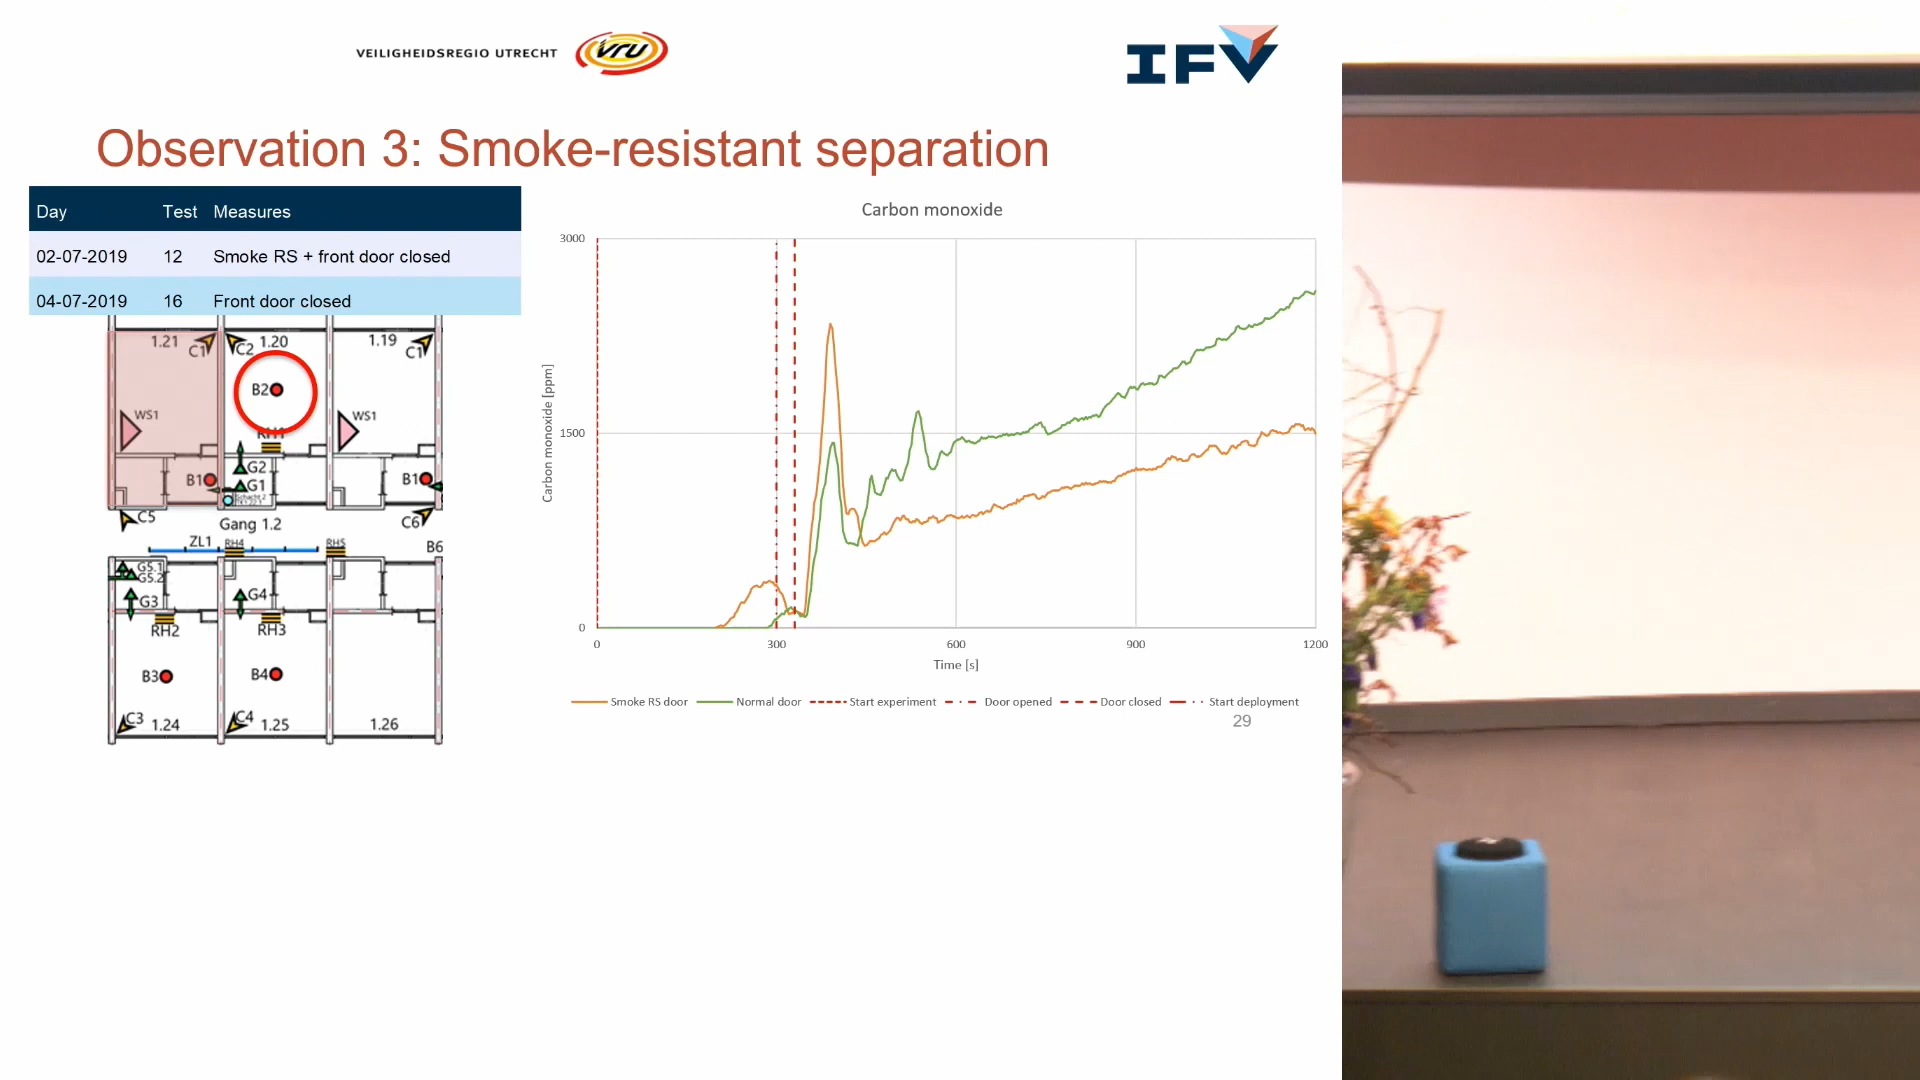 VEILIGHEIDSREGIO UTRECHT
vru
IFV
Observation 3: Smoke-resistant separation
Day Test Measures
02-07-2019 12 Smoke RS + front door closed
04-07-2019 16 Front door closed
1.21 C1 C2 1.20 1.19 C1
B2
WS1 WS1
RH1
G2
B1 G1 B1
C5 Gang 1.2 C6
ZL1 RH4 RH5 B6
G5.1
G5.2
G3 G4
RH2 RH3
B3 B4
C3 1.24 C4 1.25 1.26
Carbon monoxide
3000
1500
0
Carbon monoxide [ppm]
0 300 600 900 1200
Time [s]
Smoke RS door Normal door Start experiment Door opened Door closed Start deployment
29